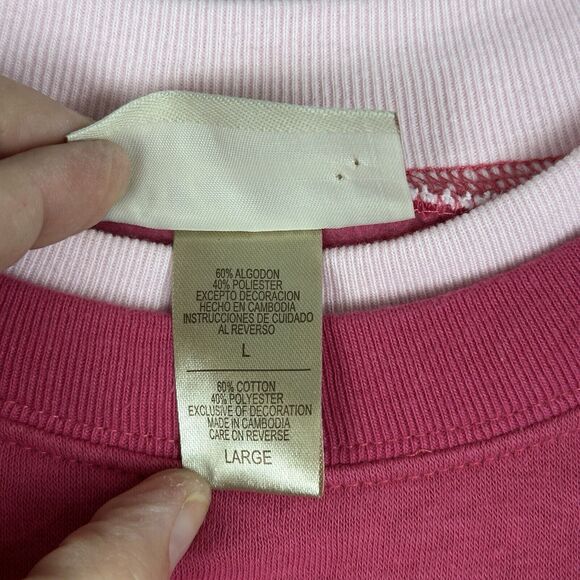 60% ALGODON
40% POLIESTER
EXCEPTO DECORACION
HECHO EN CAMBODIA
INSTRUCCIONES DE CUIDADO
AL REVERSO
L
60% COTTON
40% POLYESTER
EXCLUSIVE OF DECORATION
MADE IN CAMBODIA
CARE ON REVERSE
LARGE